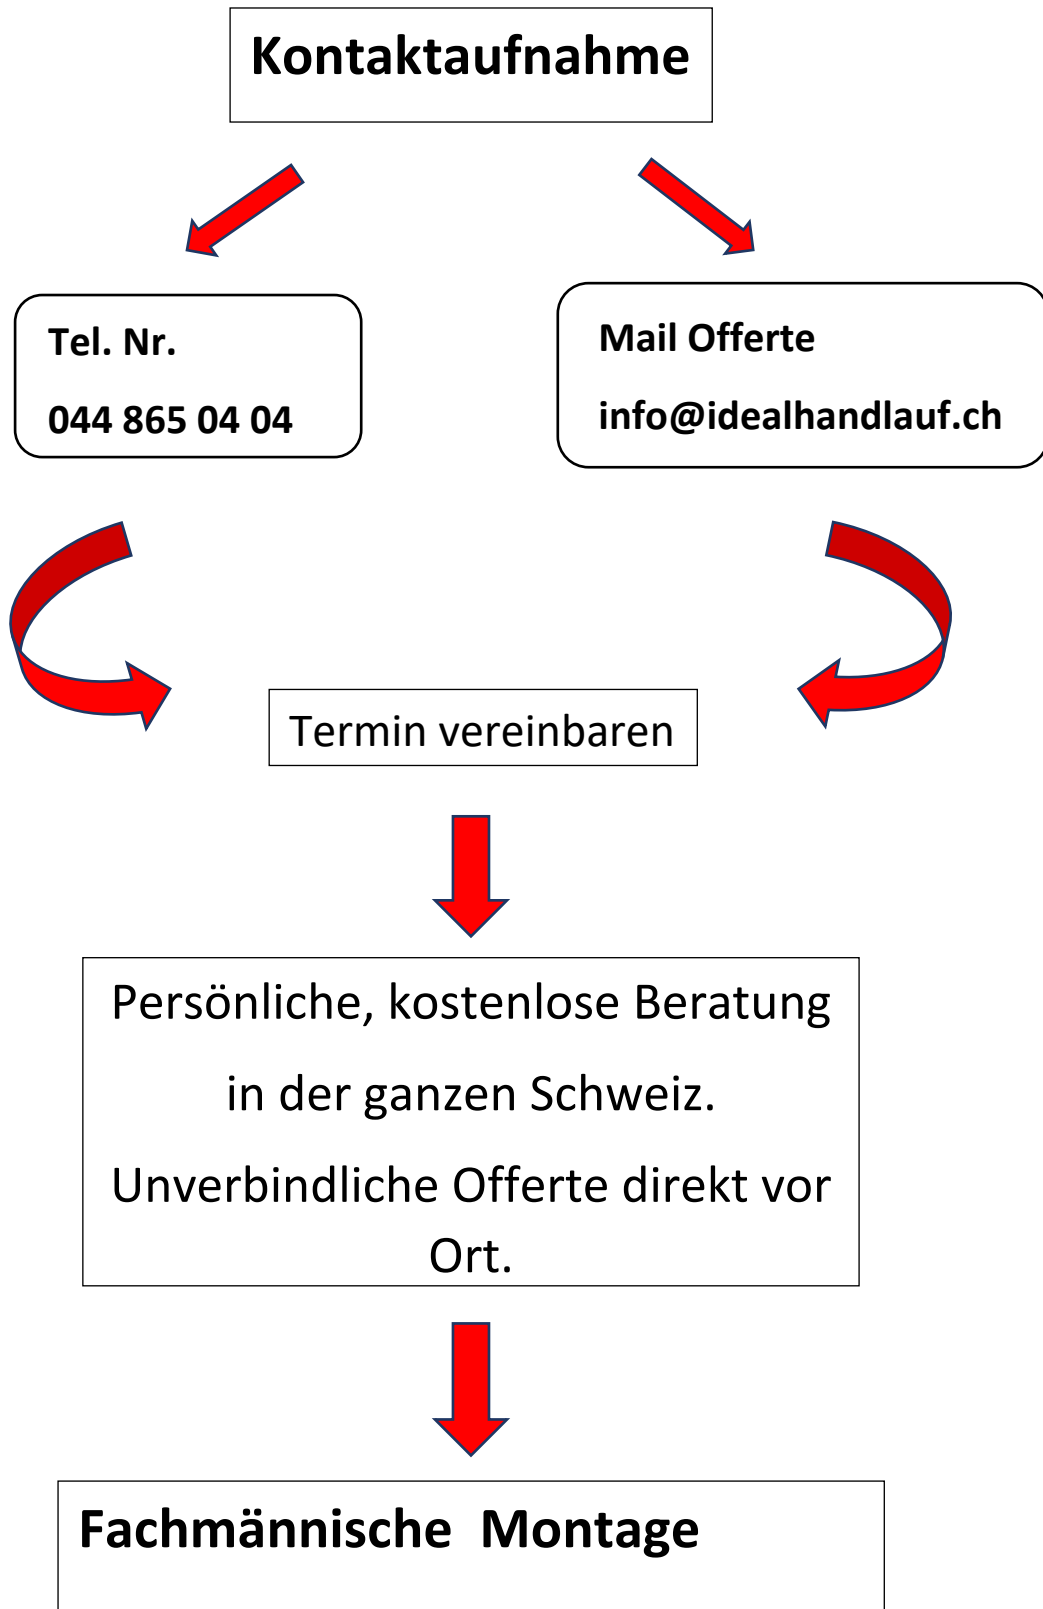 Kontaktaufnahme
Tel. Nr.
044 865 04 04
Mail Offerte
info@idealhandlauf.ch
Termin vereinbaren
Persönliche, kostenlose Beratung
in der ganzen Schweiz.
Unverbindliche Offerte direkt vor
Ort.
Fachmännische  Montage